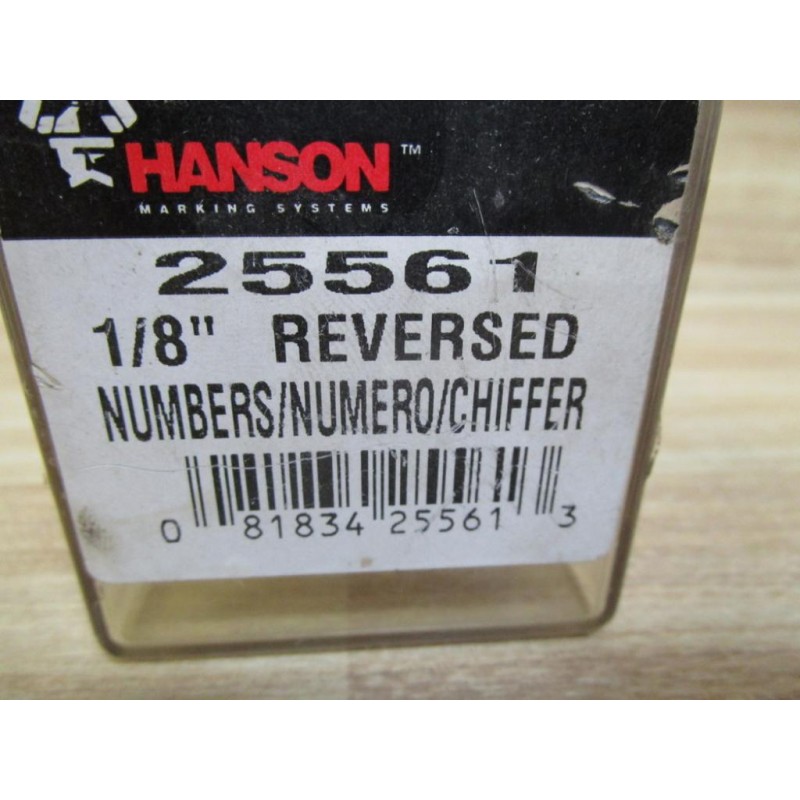 HANSON™
MARKING SYSTEMS
25561
1/8" REVERSED
NUMBERS/NUMERO/CHIFFER
0 81834 25561 3